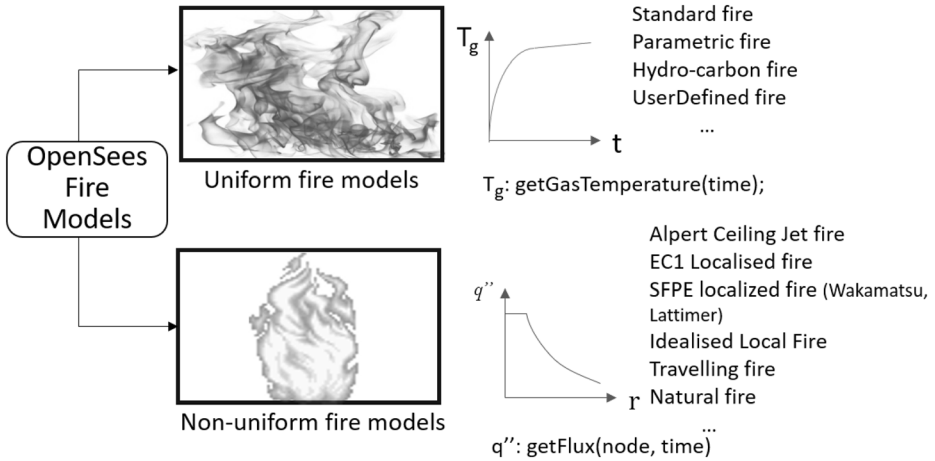 OpenSees
Fire
Models
Uniform fire models
Tg
t
Standard fire
Parametric fire
Hydro-carbon fire
UserDefined fire
...
Tg: getGasTemperature(time);
Non-uniform fire models
q’’
r
Alpert Ceiling Jet fire
EC1 Localised fire
SFPE localized fire (Wakamatsu,
Lattimer)
Idealised Local Fire
Travelling fire
Natural fire
...
q’’: getFlux(node, time)